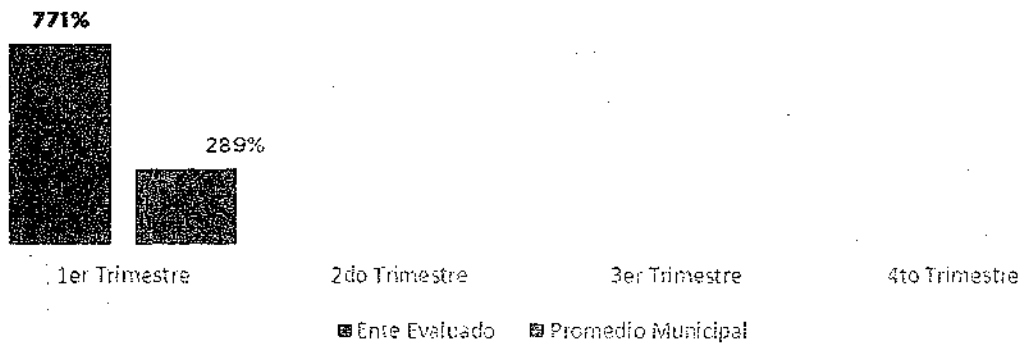 771%
289%
1er Trimestre 2do Trimestre 3er Trimestre 4to Trimestre
Ente Evaluado Promedio Municipal